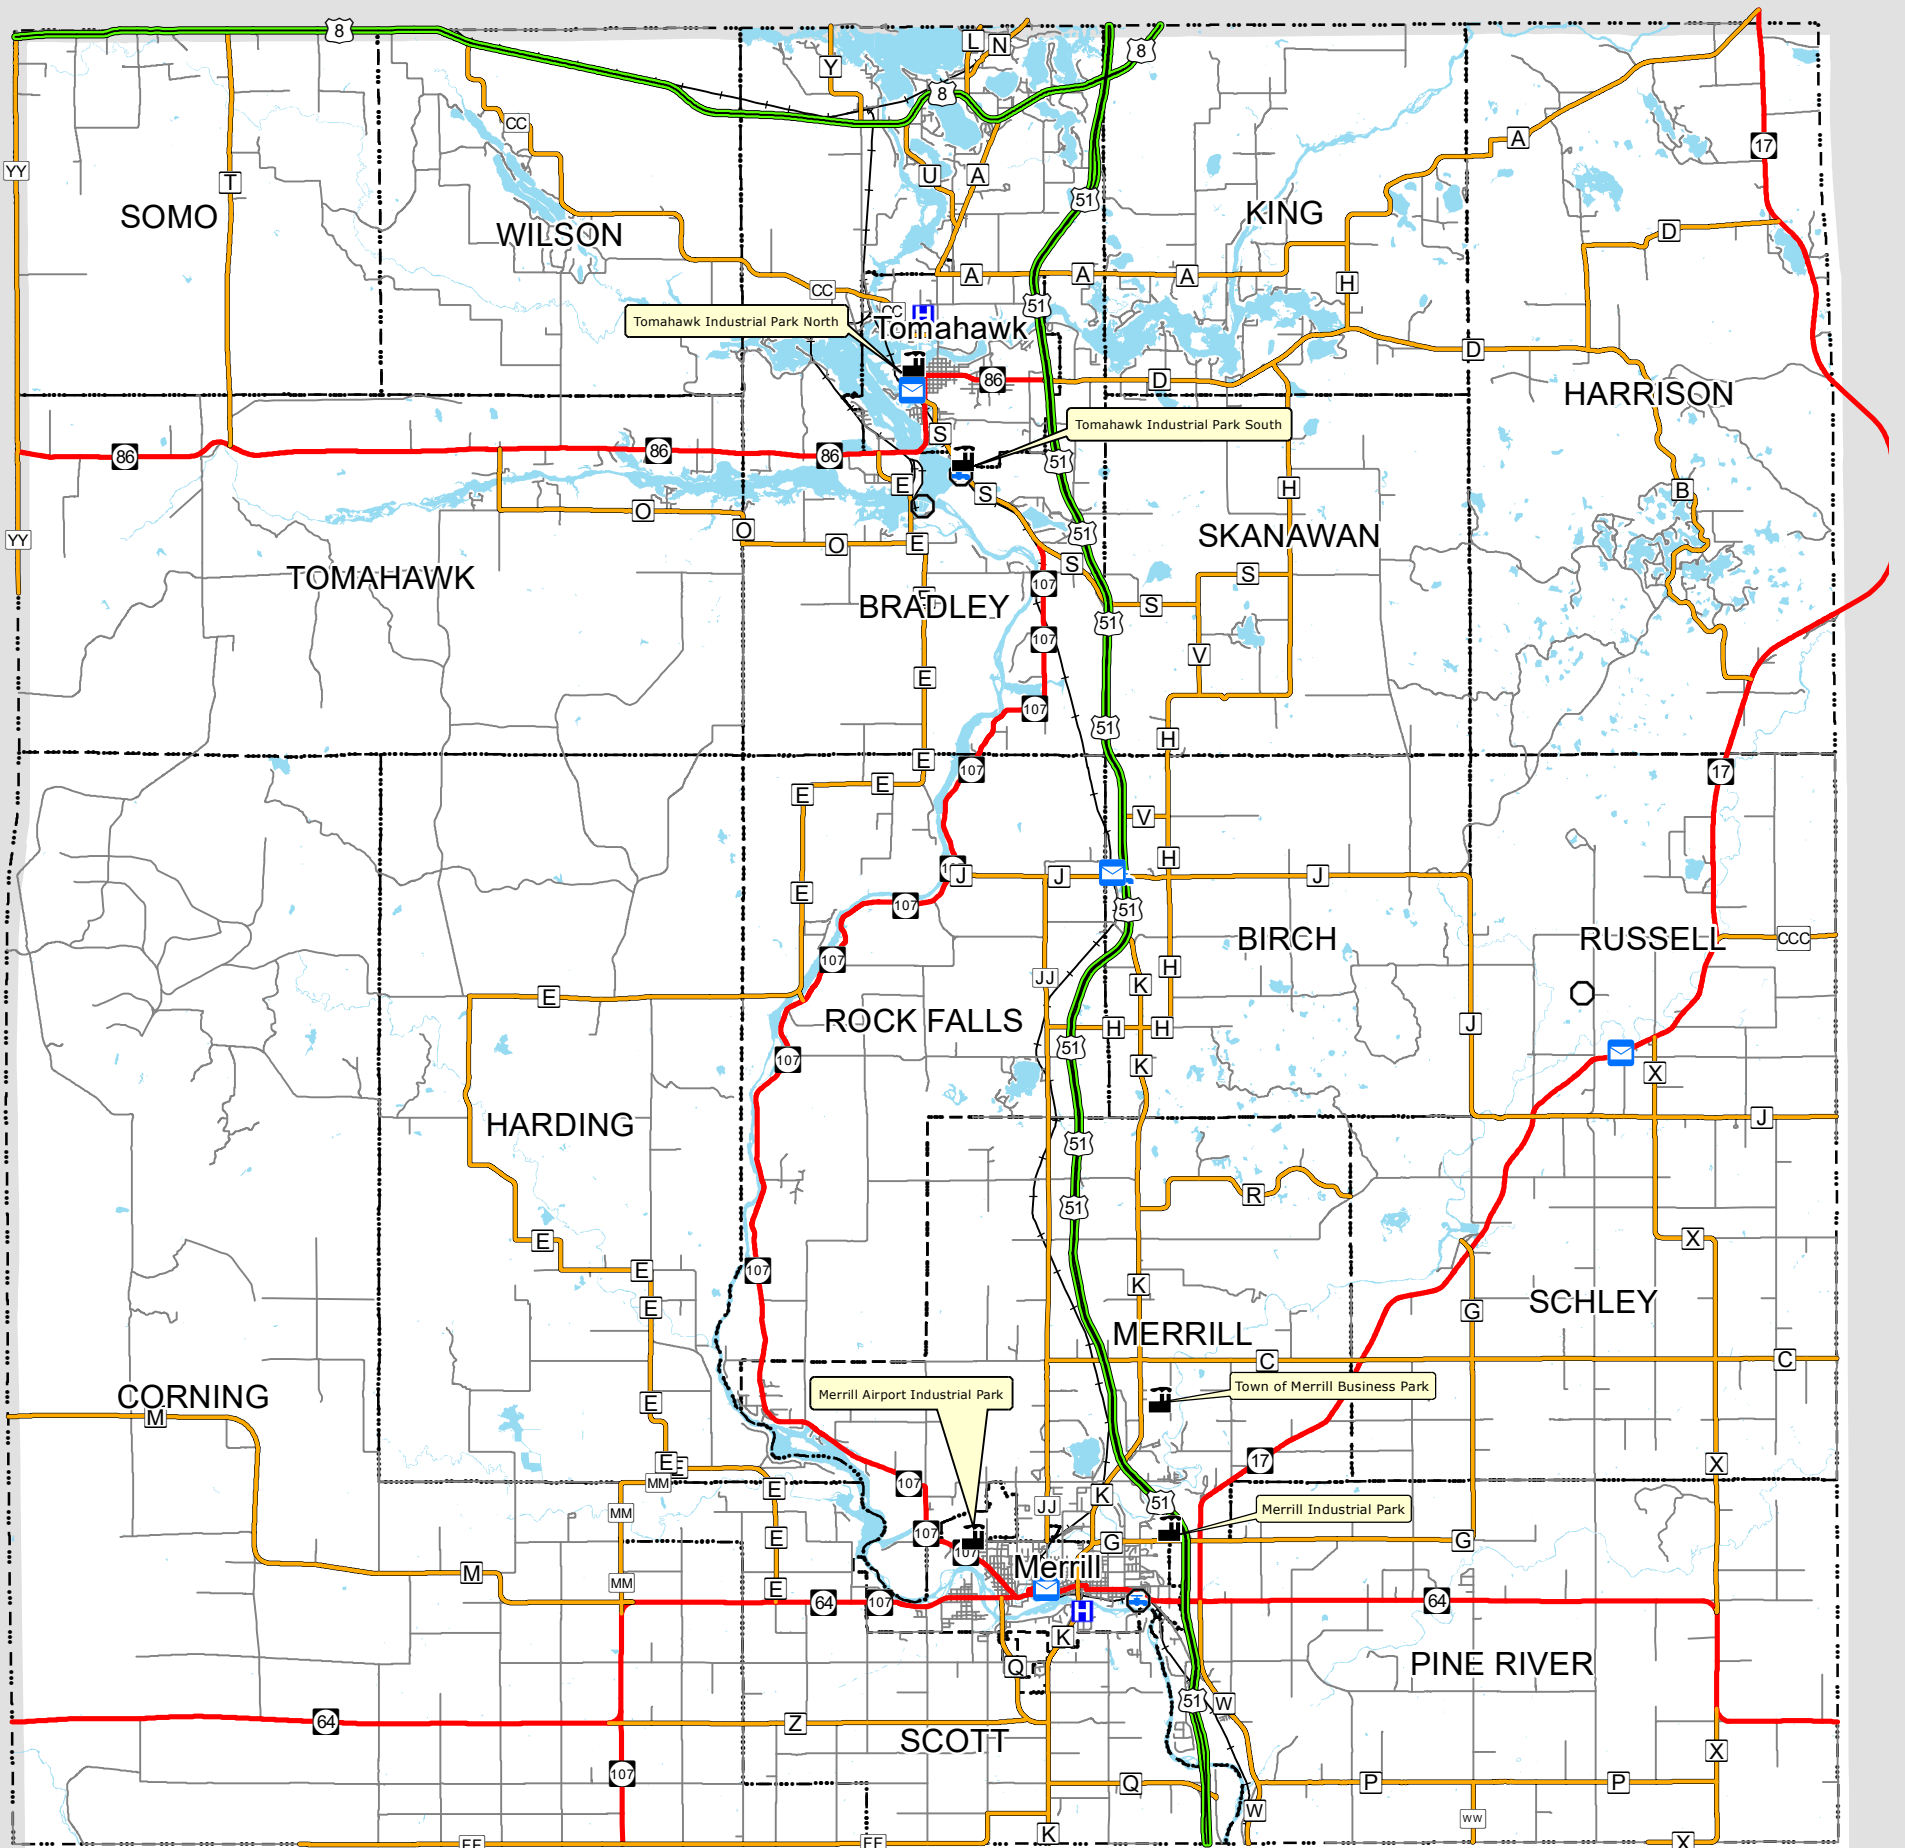 8
L
N
8
Y
8
CC
A
17
YY
T
U
A
51
SOMO
WILSON
KING
D
A
A
A
H
CC
51
CC
H
Tomahawk Industrial Park North
Tomahawk
D
86
D
HARRISON
Tomahawk Industrial Park South
S
86
86
86
51
E
S
H
B
O
O
51
SKANAWAN
YY
O
E
S
S
TOMAHAWK
107
BRADLEY
S
51
107
V
E
107
51
H
E
107
17
E
E
V
H
J
J
J
E
107
51
BIRCH
RUSSELL
CCC
107
JJ
H
K
E
ROCK FALLS
H
H
J
51
107
K
X
HARDING
J
51
R
51
X
E
E
107
K
E
SCHLEY
G
MERRILL
C
C
Town of Merrill Business Park
Merrill Airport Industrial Park
CORNING
M
E
E
E
17
X
MM
107
E
K
JJ
51
Merrill Industrial Park
MM
107
E
G
G
107
Merrill
M
MM
E
64
107
64
H
K
PINE RIVER
Q
51
W
64
Z
SCOTT
X
107
Q
P
P
W
WW
K
FF
FF
X